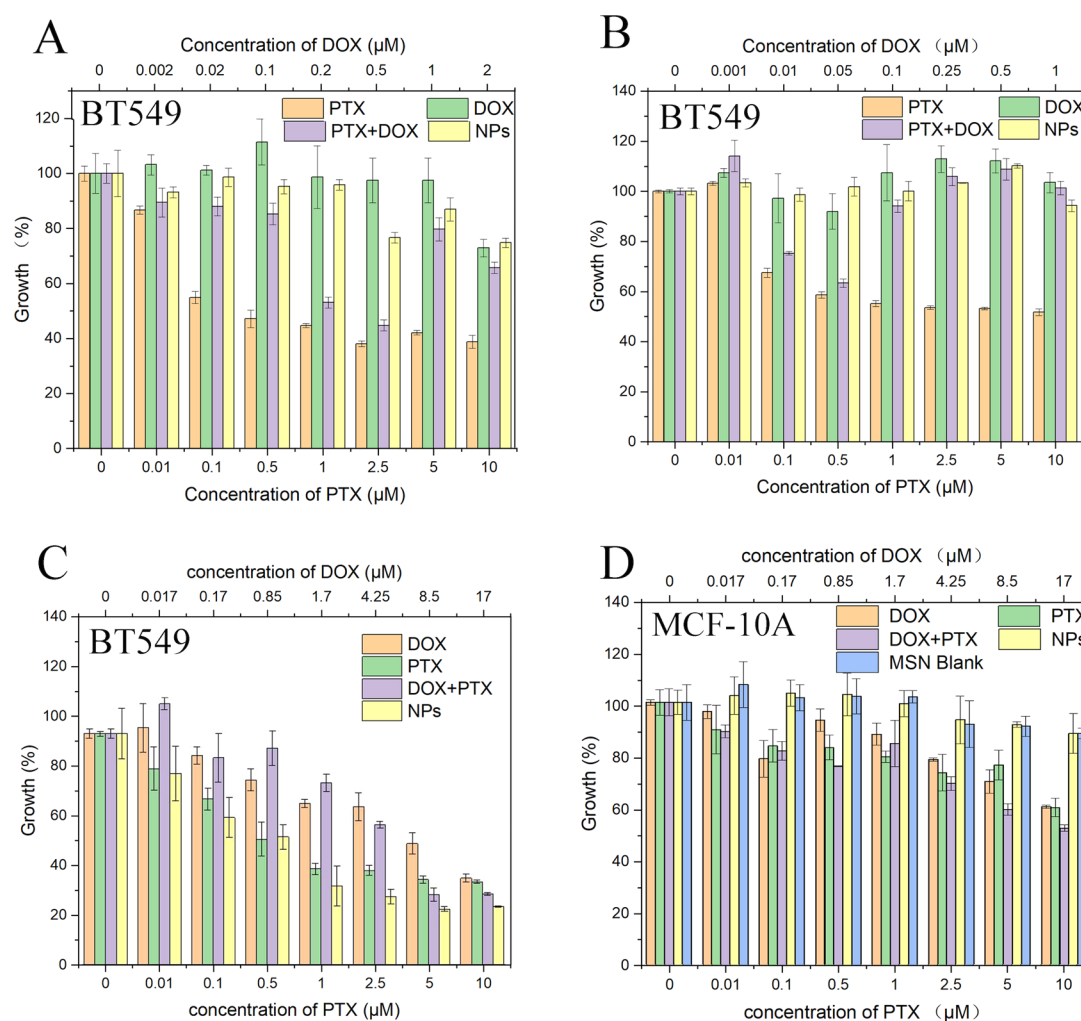 A
Concentration of DOX (μM)
0 0.002 0.02 0.1 0.2 0.5 1 2
BT549
PTX DOX
PTX+DOX NPs
120
100
80
60
40
20
0
Growth (%)
0 0.01 0.1 0.5 1 2.5 5 10
Concentration of PTX (μM)
B
Concentration of DOX (μM)
0 0.001 0.01 0.05 0.1 0.25 0.5 1
BT549
PTX DOX
PTX+DOX NPs
140
120
100
80
60
40
20
0
Growth (%)
0 0.01 0.1 0.5 1 2.5 5 10
Concentration of PTX (μM)
C
concentration of DOX (μM)
0 0.017 0.17 0.85 1.7 4.25 8.5 17
BT549
DOX
PTX
DOX+PTX
NPs
140
120
100
80
60
40
20
0
Growth (%)
0 0.01 0.1 0.5 1 2.5 5 10
concentration of PTX (μM)
D
concentration of DOX (μM)
0 0.017 0.17 0.85 1.7 4.25 8.5 17
MCF-10A
DOX PTX
DOX+PTX NPs
MSN Blank
140
120
100
80
60
40
20
0
Growth (%)
0 0.01 0.1 0.5 1 2.5 5 10
concentration of PTX (μM)